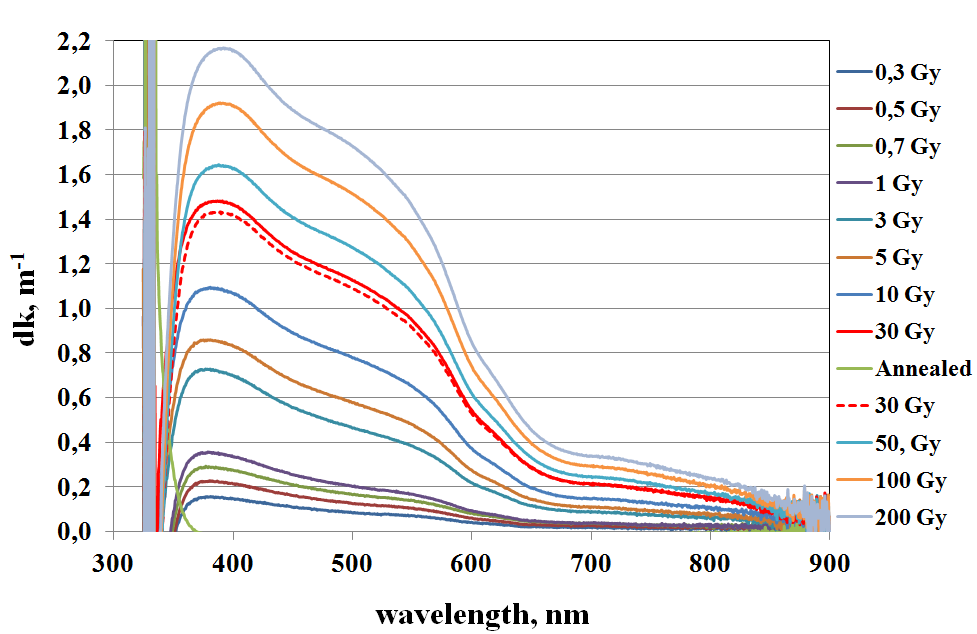 2,2
2,0
1,8
1,6
1,4
1,2
1,0
0,8
0,6
0,4
0,2
0,0
dk, m-1
300 400 500 600 700 800 900
wavelength, nm
0,3 Gy
0,5 Gy
0,7 Gy
1 Gy
3 Gy
5 Gy
10 Gy
30 Gy
Annealed
30 Gy
50, Gy
100 Gy
200 Gy